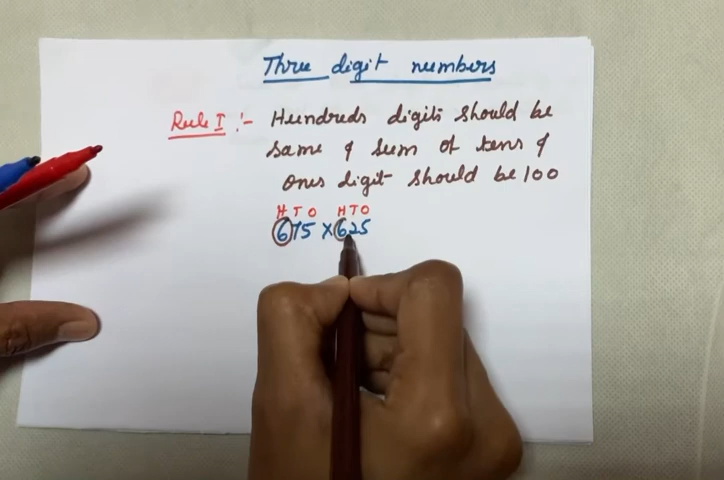 Three digit numbers
Rule I :- Hundreds digits should be
same & sum of tens &
ones digit should be 100
H T O H T O
675 x 625